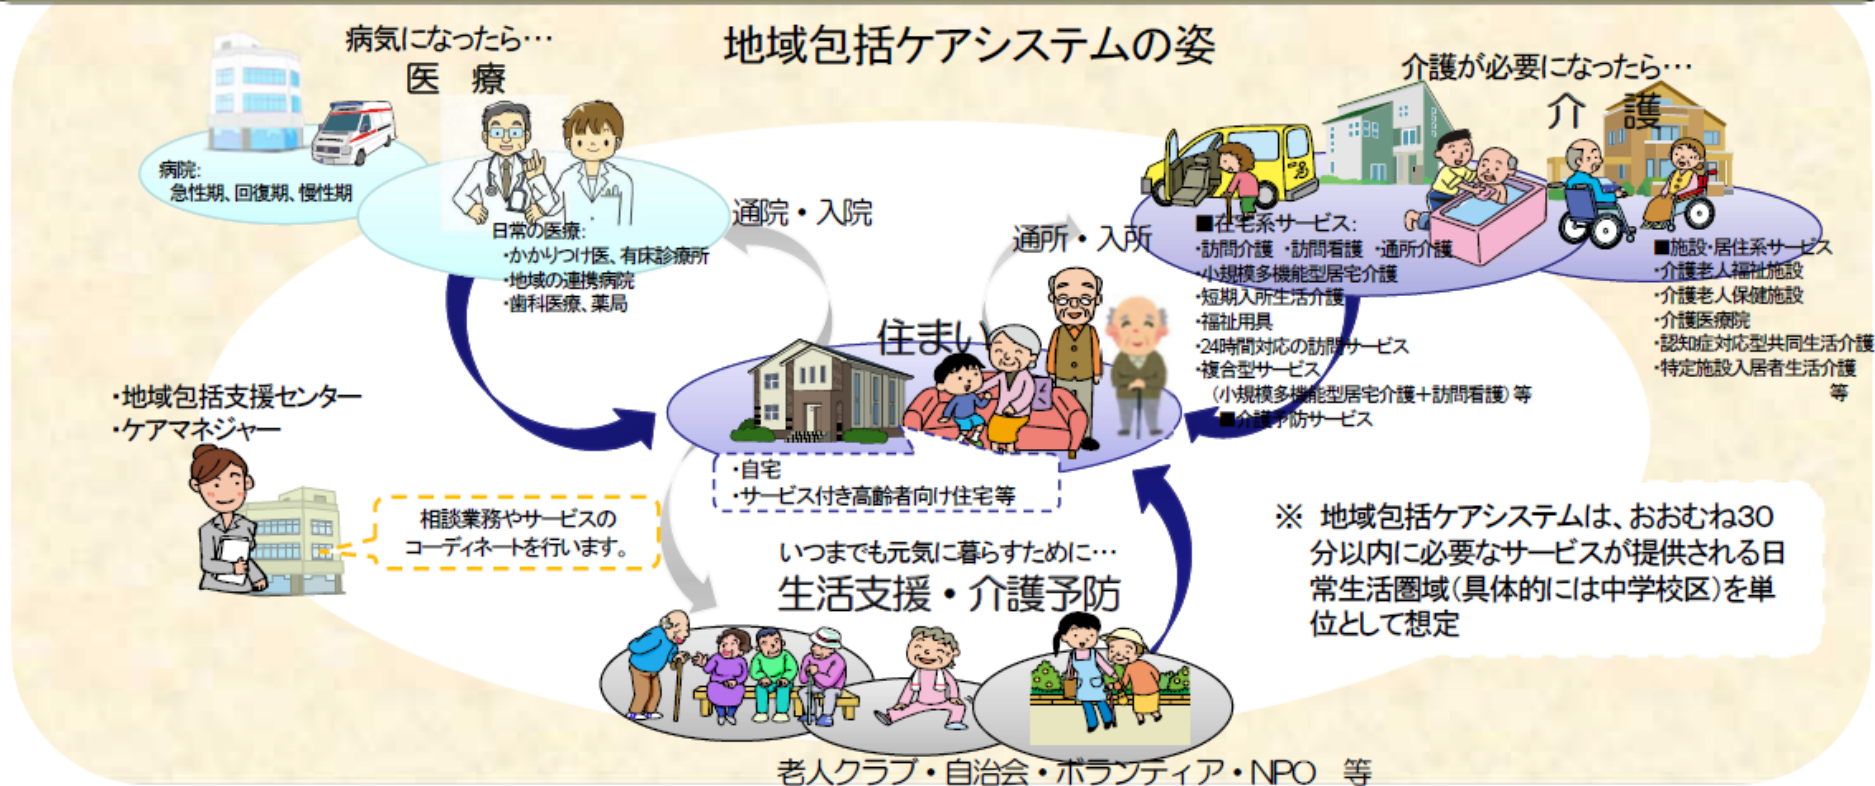 地域包括ケアシステムの姿
病気になったら…
医 療
病院:
急性期、回復期、慢性期
日常の医療:
・かかりつけ医、有床診療所
・地域の連携病院
・歯科医療、薬局
通院・入院
通所・入所
介護が必要になったら…
介 護
■在宅系サービス:
・訪問介護 ・訪問看護 ・通所介護
・小規模多機能型居宅介護
・短期入所生活介護
・福祉用具
・24時間対応の訪問サービス
・複合型サービス
(小規模多機能型居宅介護+訪問看護)等
■介護予防サービス
■施設・居住系サービス
・介護老人福祉施設
・介護老人保健施設
・介護医療院
・認知症対応型共同生活介護
・特定施設入居者生活介護
等
住まい
・自宅
・サービス付き高齢者向け住宅等
・地域包括支援センター
・ケアマネジャー
相談業務やサービスの
コーディネートを行います。
いつまでも元気に暮らすために…
生活支援・介護予防
老人クラブ・自治会・ボランティア・NPO 等
※ 地域包括ケアシステムは、おおむね30
分以内に必要なサービスが提供される日
常生活圏域(具体的には中学校区)を単
位として想定